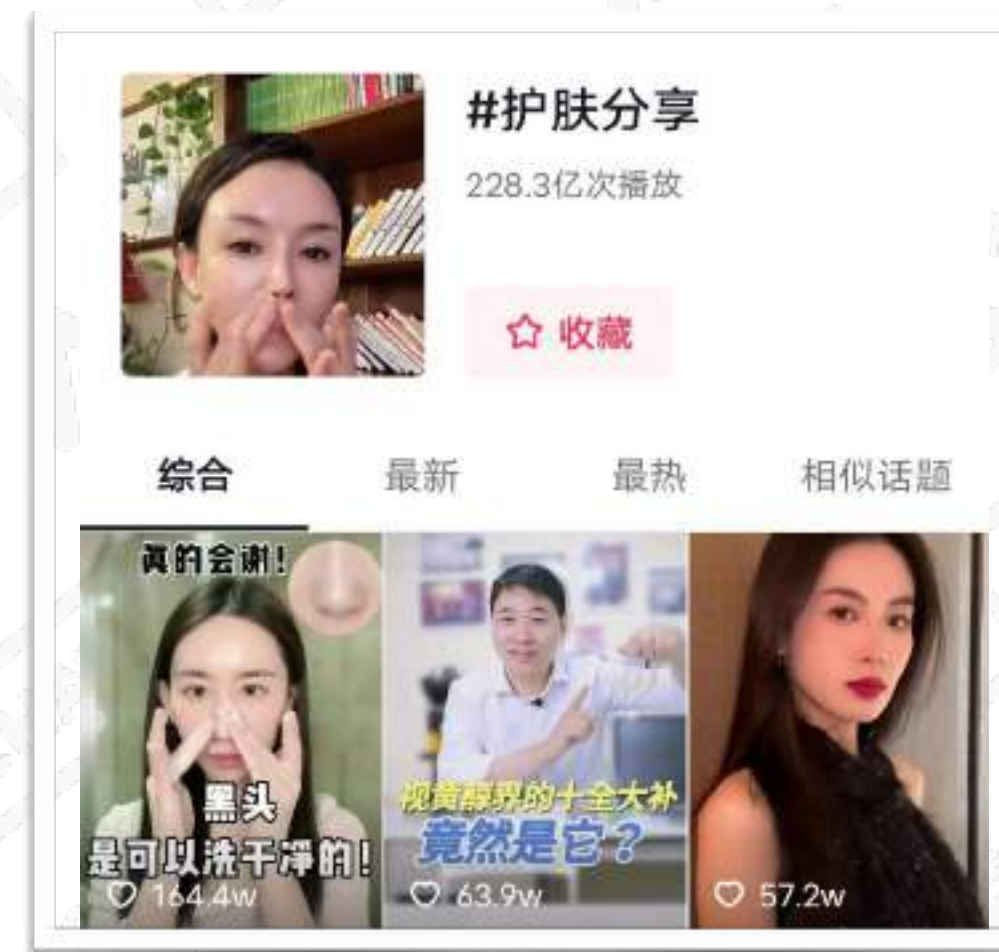 #护肤分享
228.3亿次播放
收藏
综合 最新 最热 相似话题
真的会谢！
黑头
是可以洗干净的！
164.4w
视黄醇界的十全大补
竟然是它？
63.9w
57.2w